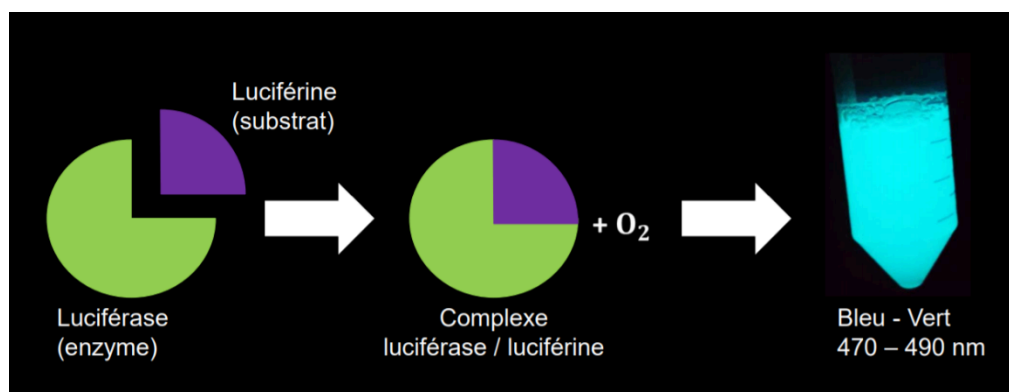 Luciférine
(substrat)
+ O₂
Luciférase
(enzyme)
Complexe
luciférase / luciférine
Bleu - Vert
470 – 490 nm